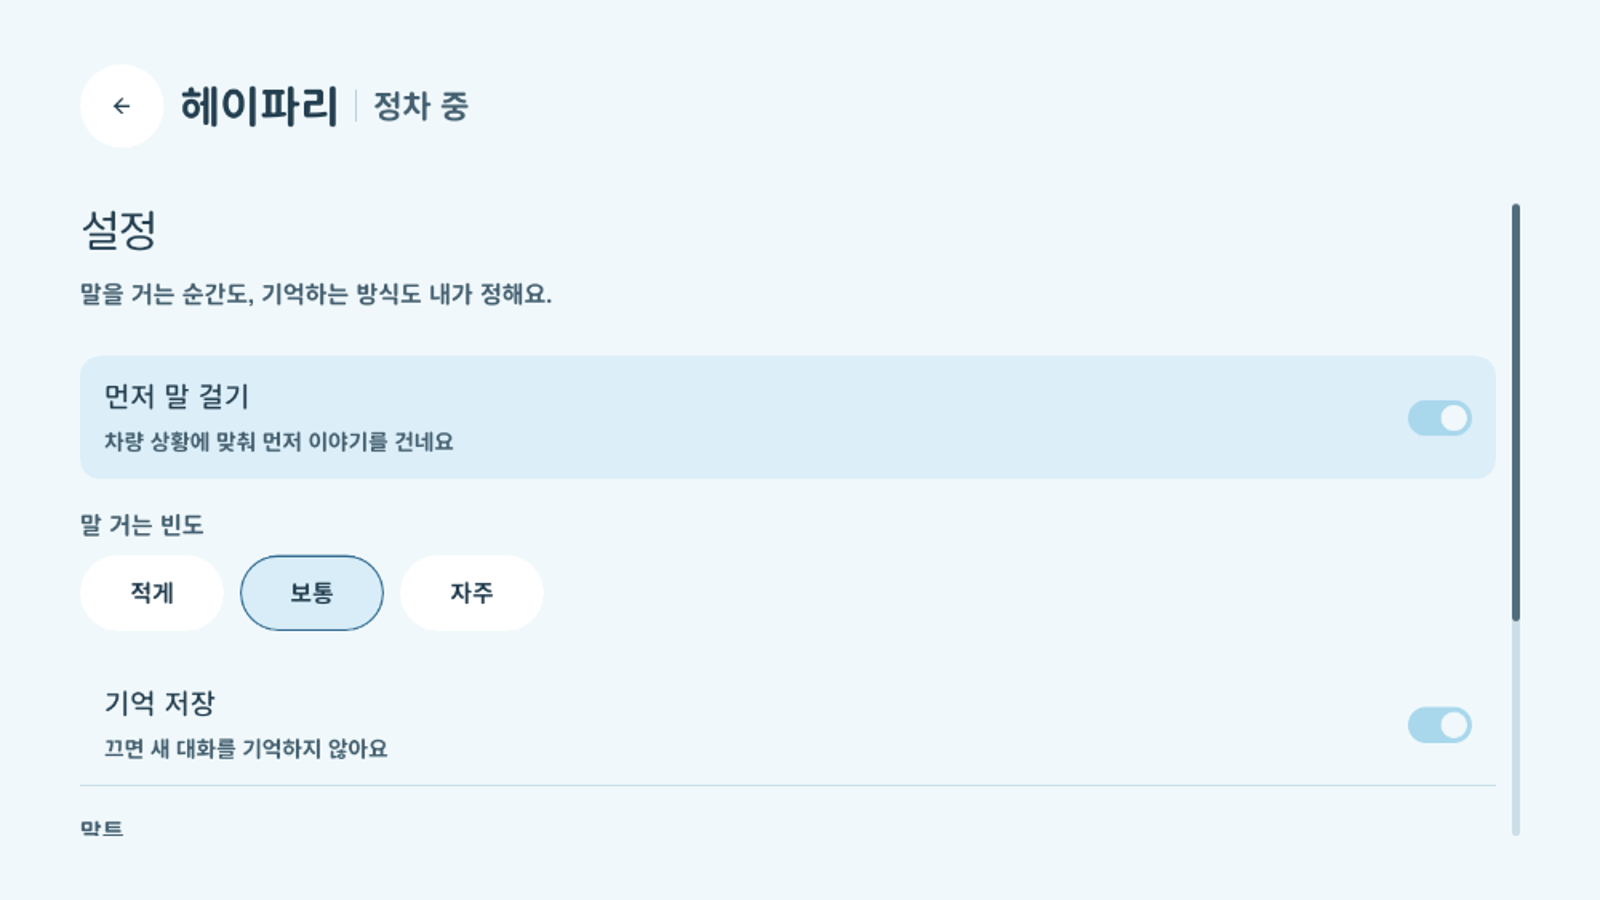 헤이파리 정차 중
설정
말을 거는 순간도, 기억하는 방식도 내가 정해요.
먼저 말 걸기
차량 상황에 맞춰 먼저 이야기를 건네요
말 거는 빈도
적게 보통 자주
기억 저장
끄면 새 대화를 기억하지 않아요